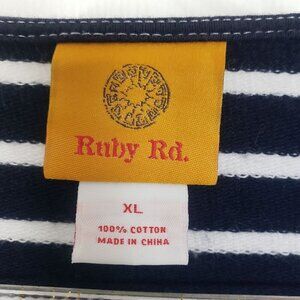 Ruby Rd.
XL
100% COTTON
MADE IN CHINA